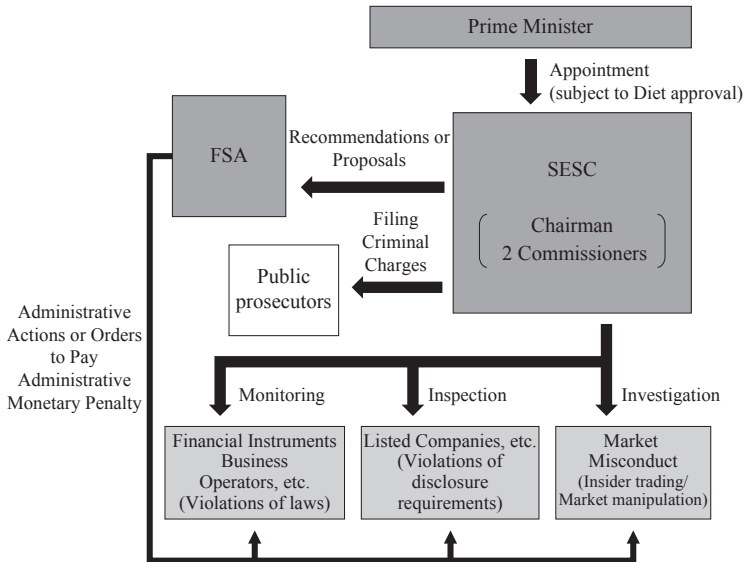 Prime Minister
Appointment
(subject to Diet approval)
FSA
Recommendations or
Proposals
SESC
Chairman
2 Commissioners
Filing
Criminal
Charges
Public
prosecutors
Administrative
Actions or Orders
to Pay
Administrative
Monetary Penalty
Monitoring
Inspection
Investigation
Financial Instruments
Business
Operators, etc.
(Violations of laws)
Listed Companies, etc.
(Violations of
disclosure
requirements)
Market
Misconduct
(Insider trading/
Market manipulation)